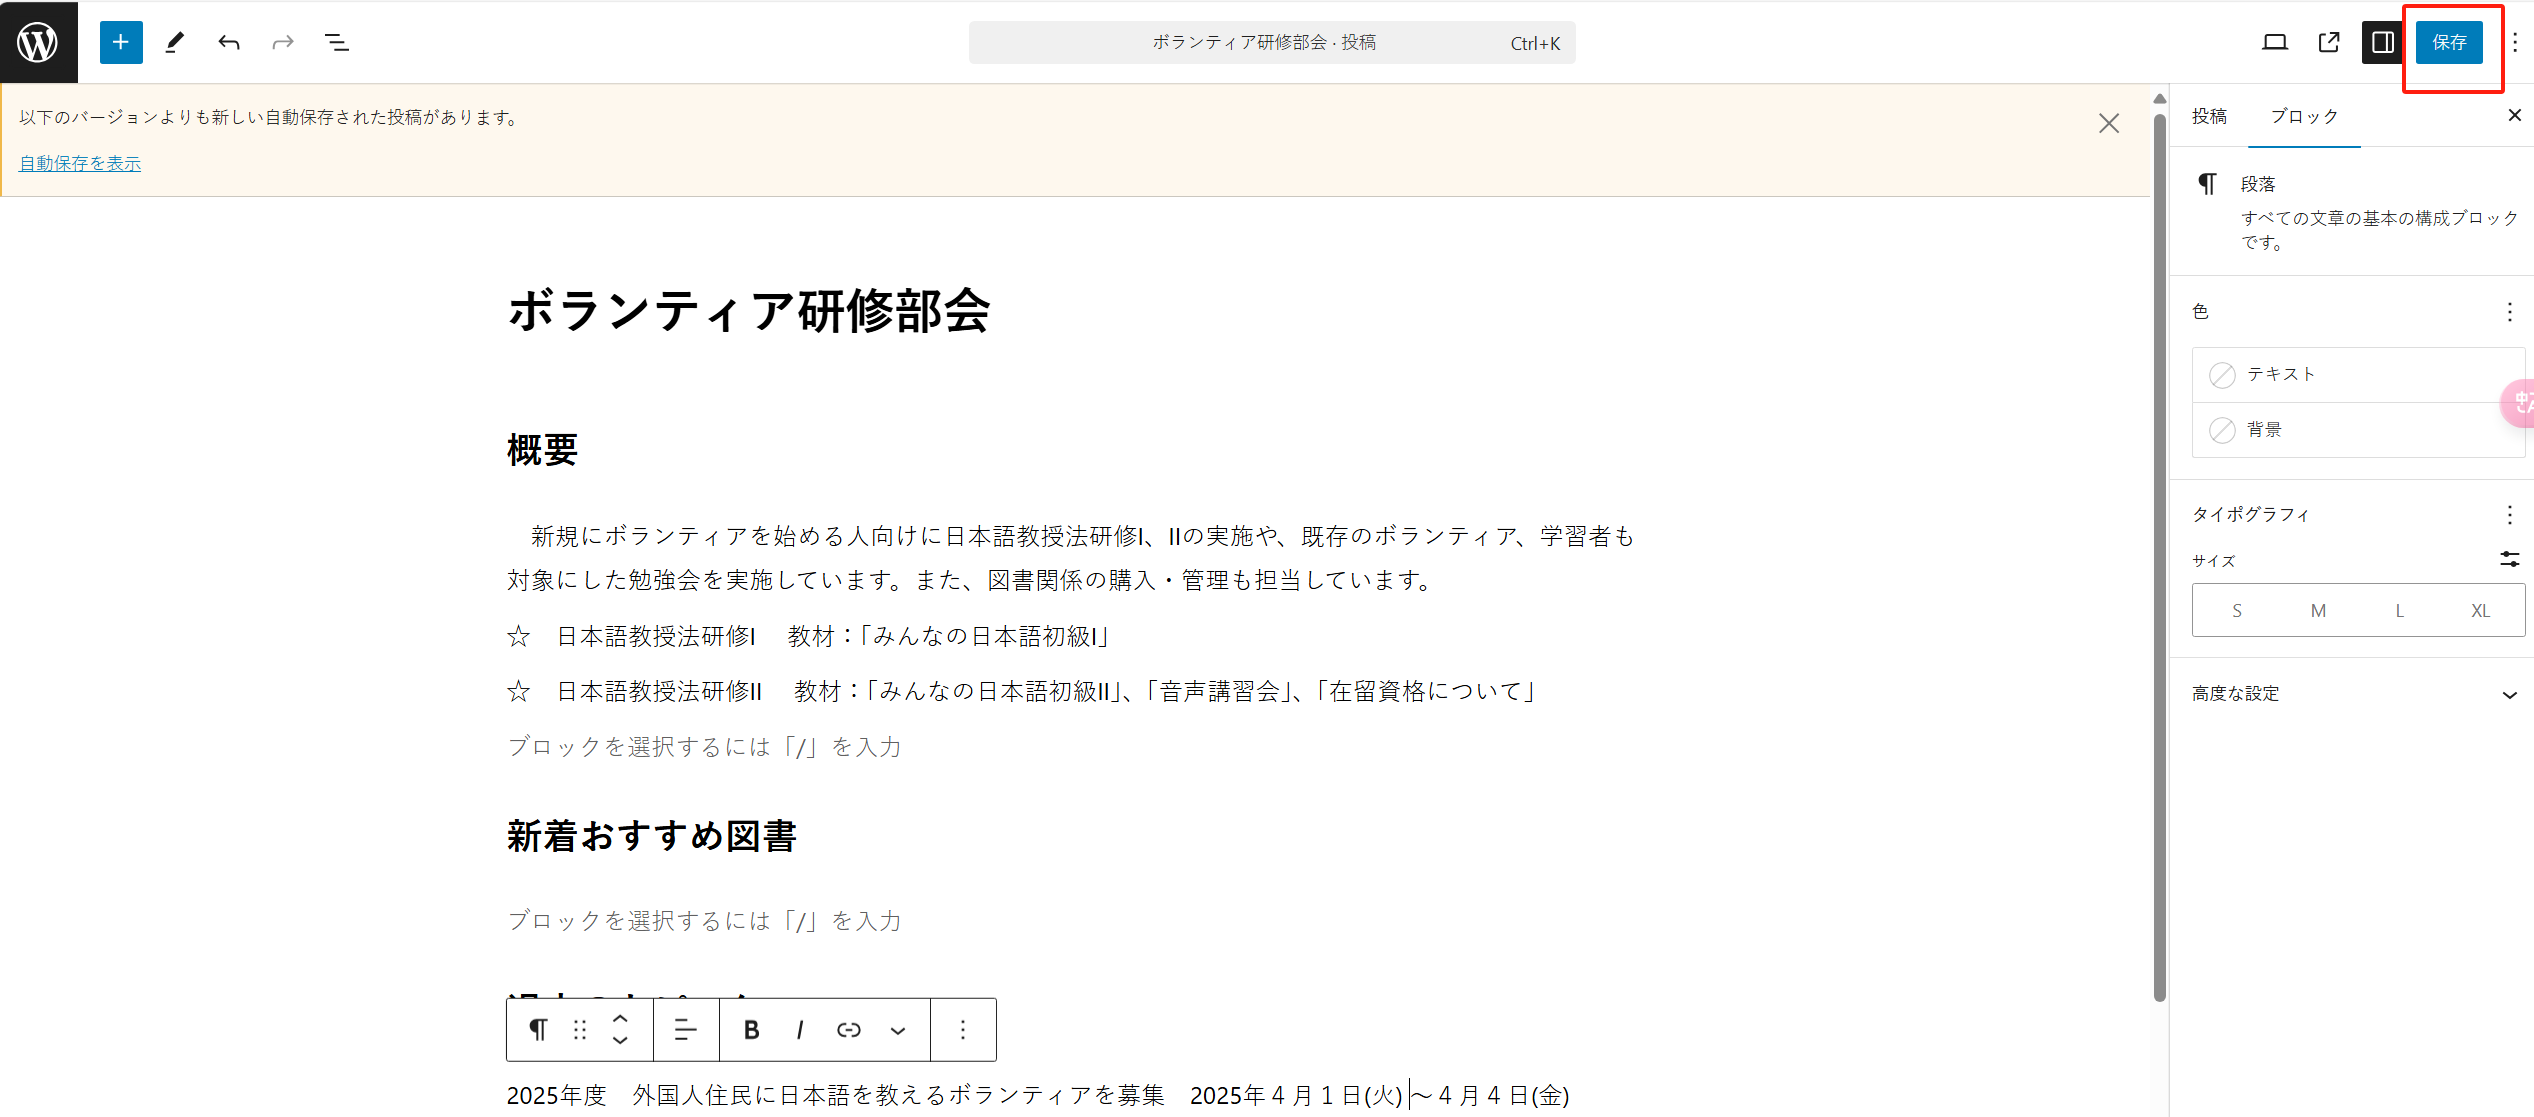 ボランティア研修部会 · 投稿
Ctrl+K
保存
以下のバージョンよりも新しい自動保存された投稿があります。
自動保存を表示
ボランティア研修部会
概要
　新規にボランティアを始める人向けに日本語教授法研修Ⅰ、Ⅱの実施や、既存のボランティア、学習者も
対象にした勉強会を実施しています。また、図書関係の購入・管理も担当しています。
☆　日本語教授法研修Ⅰ　教材：「みんなの日本語初級Ⅰ」
☆　日本語教授法研修Ⅱ　教材：「みんなの日本語初級Ⅱ」、「音声講習会」、「在留資格について」
ブロックを選択するには「/」を入力
新着おすすめ図書
ブロックを選択するには「/」を入力
B I
2025年度　外国人住民に日本語を教えるボランティアを募集　2025年４月１日(火)～４月４日(金)
投稿
ブロック
段落
すべての文章の基本の構成ブロック
です。
色
テキスト
背景
タイポグラフィ
サイズ
S M L XL
高度な設定